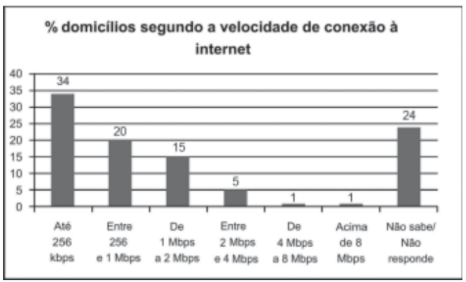 % domicílios segundo a velocidade de conexão à
internet
40
35
30
25
20
15
10
5
0
34
20
15
5
1
1
24
Até
256
kbps
Entre
256
e 1 Mbps
De
1 Mbps
a 2 Mbps
Entre
2 Mbps
e 4 Mbps
De
4 Mbps
a 8 Mbps
Acima
de 8
Mbps
Não sabe/
Não
responde